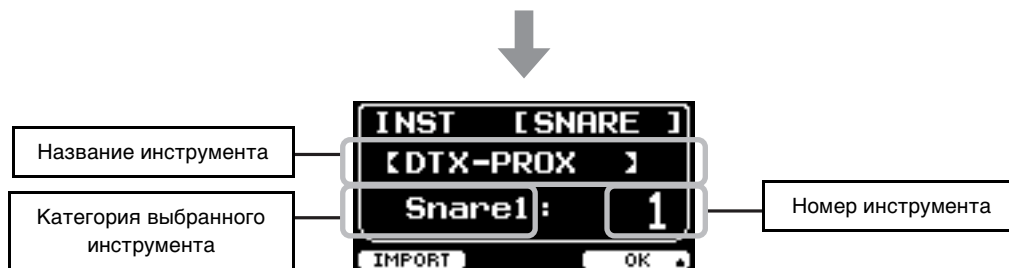 INST [SNARE ]
Название инструмента
【DTX-PROX 】
Категория выбранного
инструмента
Snare1: 1
Номер инструмента
IMPORT OK